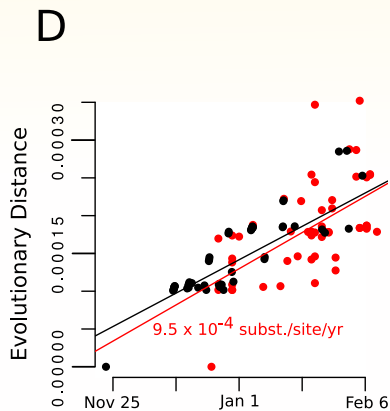 D
Evolutionary Distance
0.00030
0.00015
0.00000
9.5 x 10⁻⁴ subst./site/yr
Nov 25
Jan 1
Feb 6